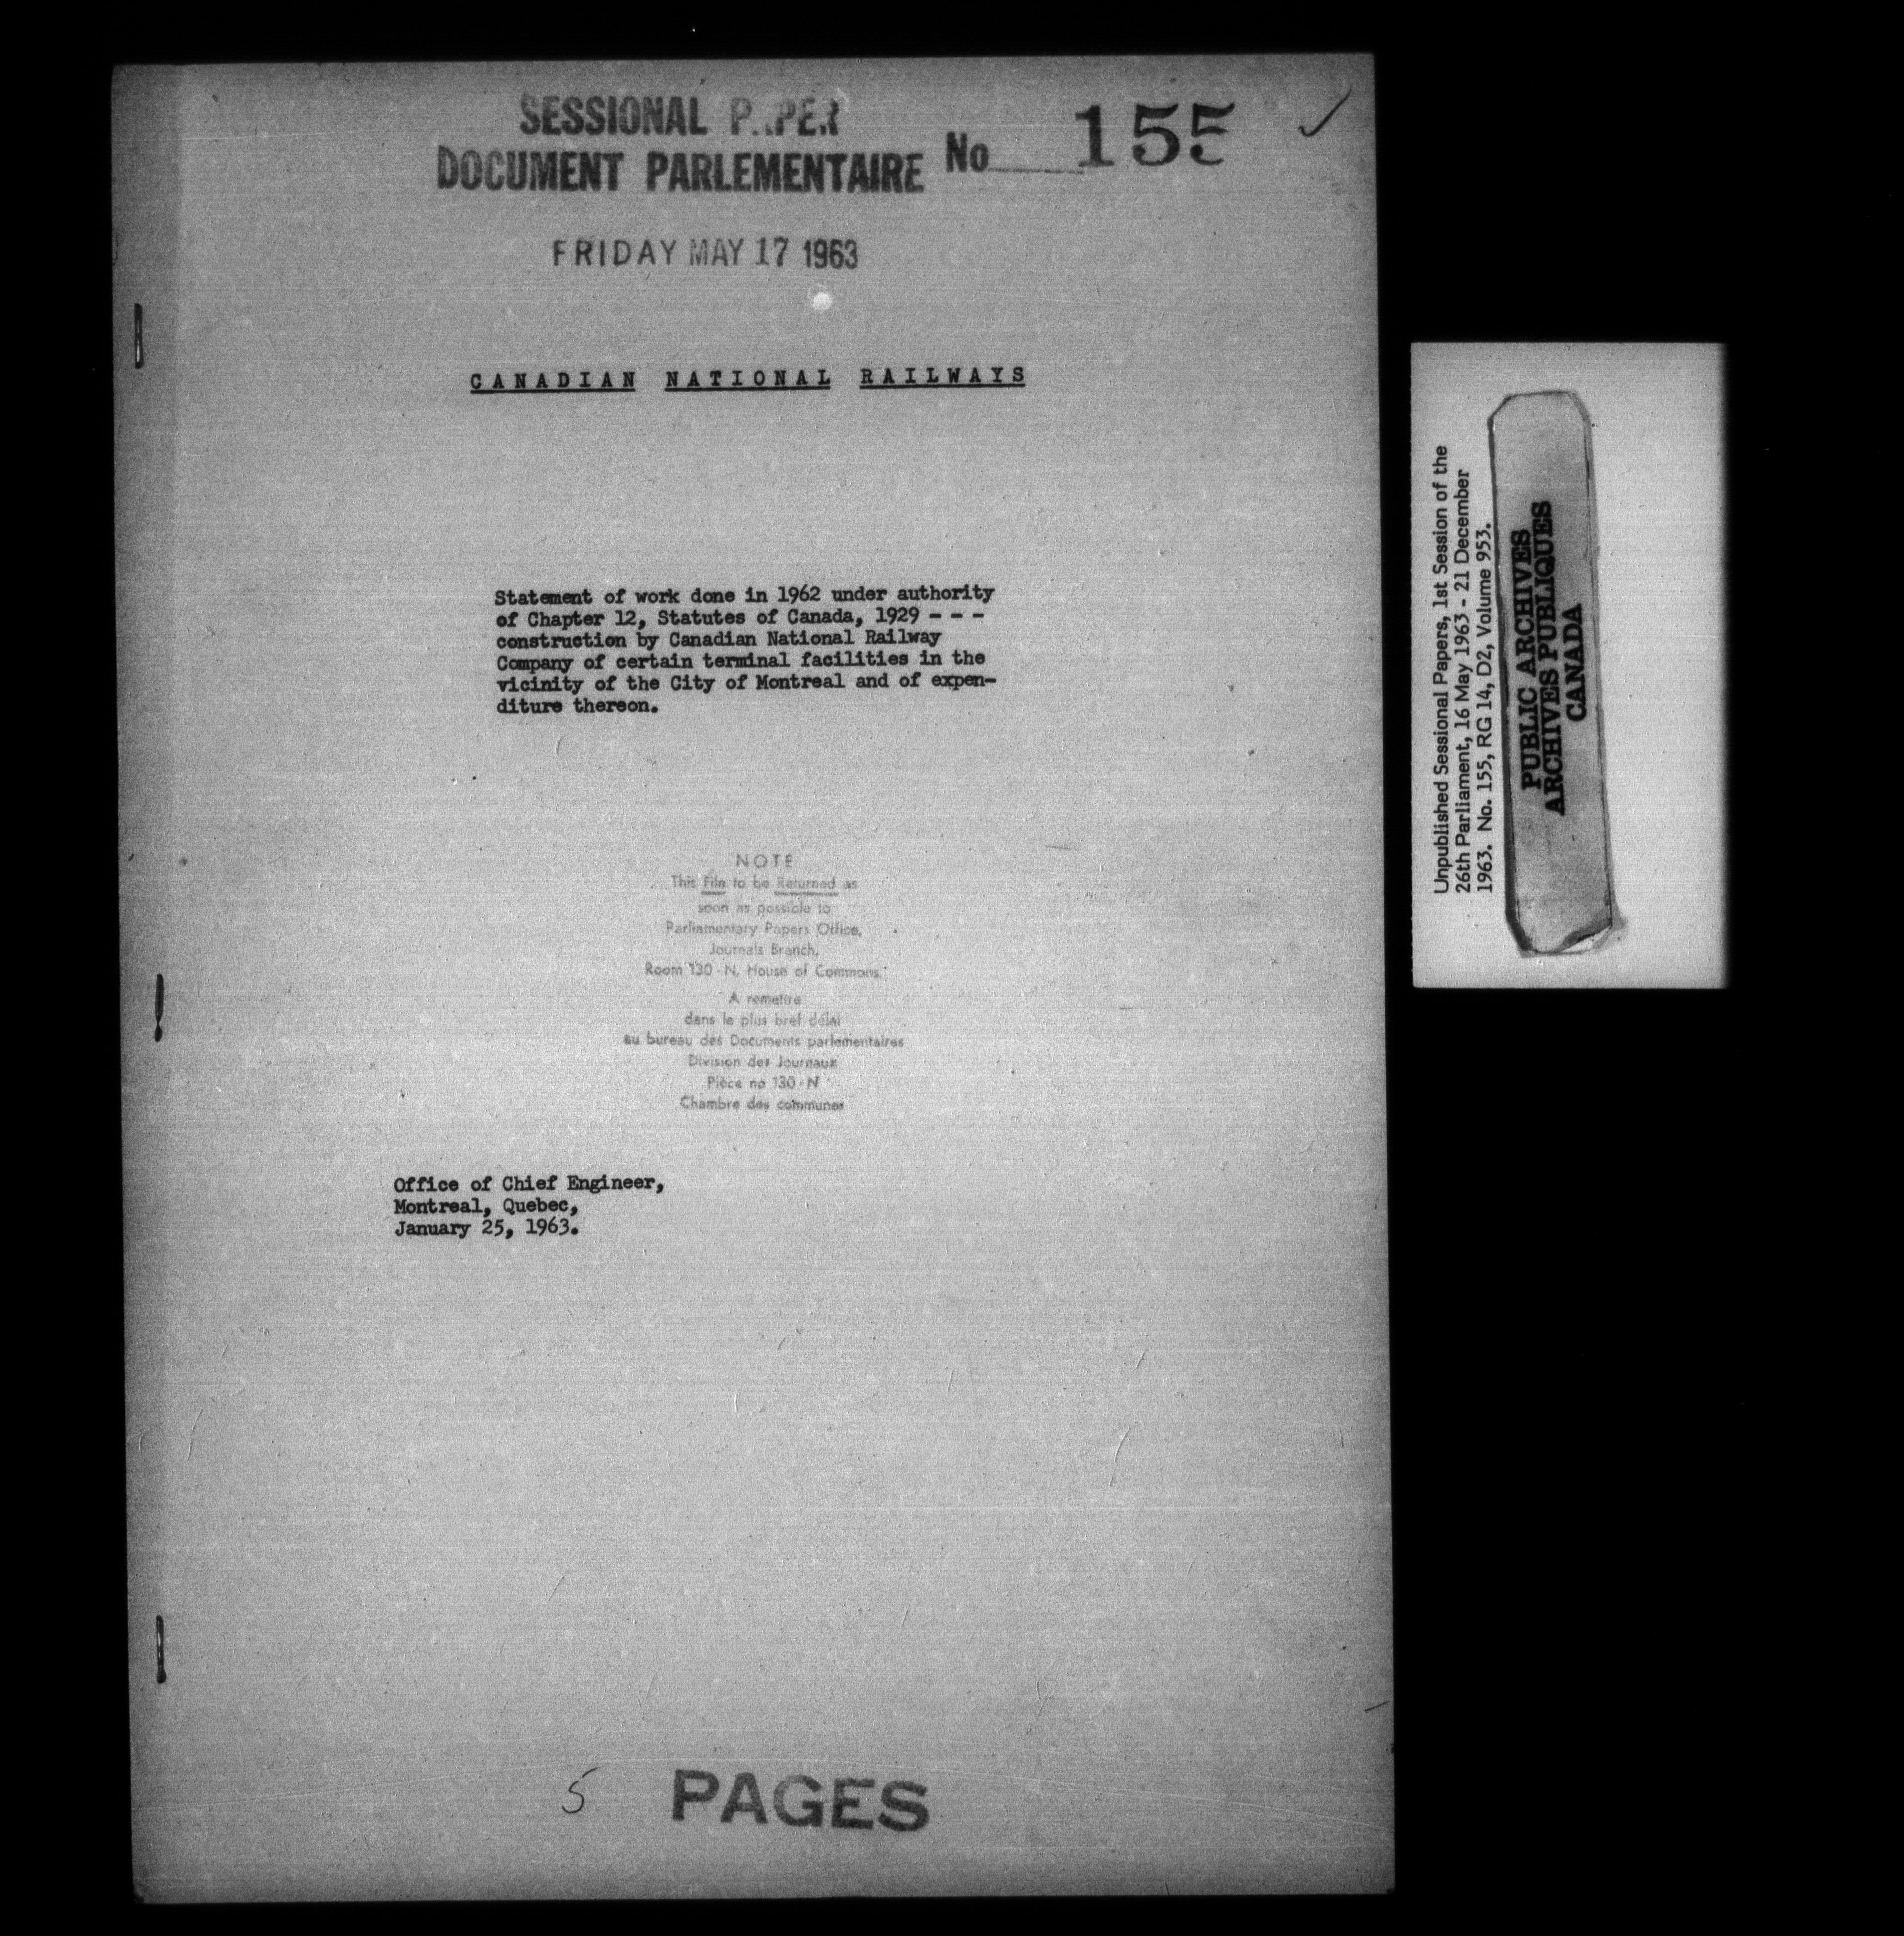 SESSIONAL PAPER
DOCUMENT PARLEMENTAIRE No 155
FRIDAY MAY 17 1963
CANADIAN NATIONAL RAILWAYS
Statement of work done in 1962 under authority
of Chapter 12, Statutes of Canada, 1929 - - -
construction by Canadian National Railway
Company of certain terminal facilities in the
vicinity of the City of Montreal and of expen-
diture thereon.
NOTE
This File to be Returned as
soon as possible to
Parliamentary Papers Office,
Journals Branch,
Room 130-N, House of Commons.
A remettre
dans le plus bref délai
au bureau des Documents parlementaires
Division des Journaux
Pièce no 130-N
Chambre des communes
Office of Chief Engineer,
Montreal, Quebec,
January 25, 1963.
5 PAGES
Unpublished Sessional Papers, 1st Session of the
26th Parliament, 16 May 1963 - 21 December
1963. No. 155, RG 14, D2, Volume 953.
PUBLIC ARCHIVES
ARCHIVES PUBLIQUES
CANADA